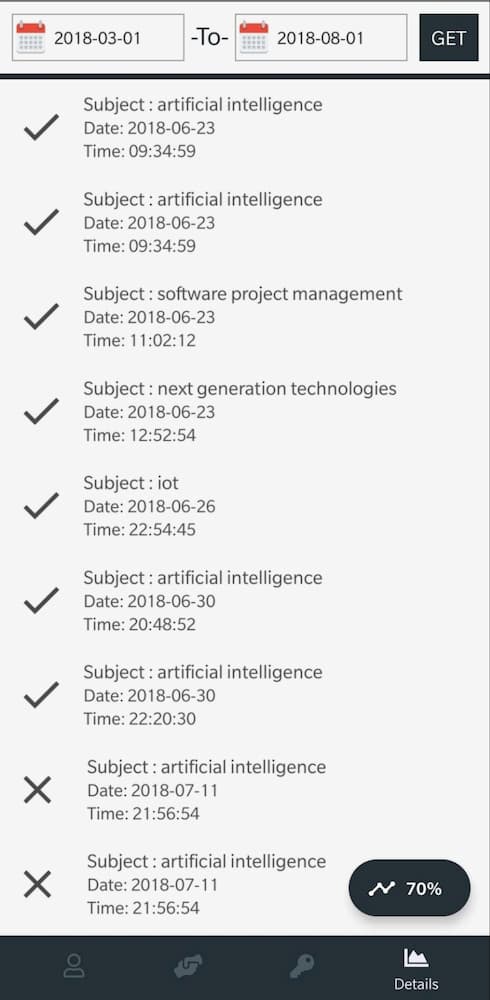 2018-03-01 -To- 2018-08-01 GET
Subject : artificial intelligence
Date: 2018-06-23
Time: 09:34:59
Subject : artificial intelligence
Date: 2018-06-23
Time: 09:34:59
Subject : software project management
Date: 2018-06-23
Time: 11:02:12
Subject : next generation technologies
Date: 2018-06-23
Time: 12:52:54
Subject : iot
Date: 2018-06-26
Time: 22:54:45
Subject : artificial intelligence
Date: 2018-06-30
Time: 20:48:52
Subject : artificial intelligence
Date: 2018-06-30
Time: 22:20:30
Subject : artificial intelligence
Date: 2018-07-11
Time: 21:56:54
Subject : artificial intelligence
Date: 2018-07-11
Time: 21:56:54
70%
Details